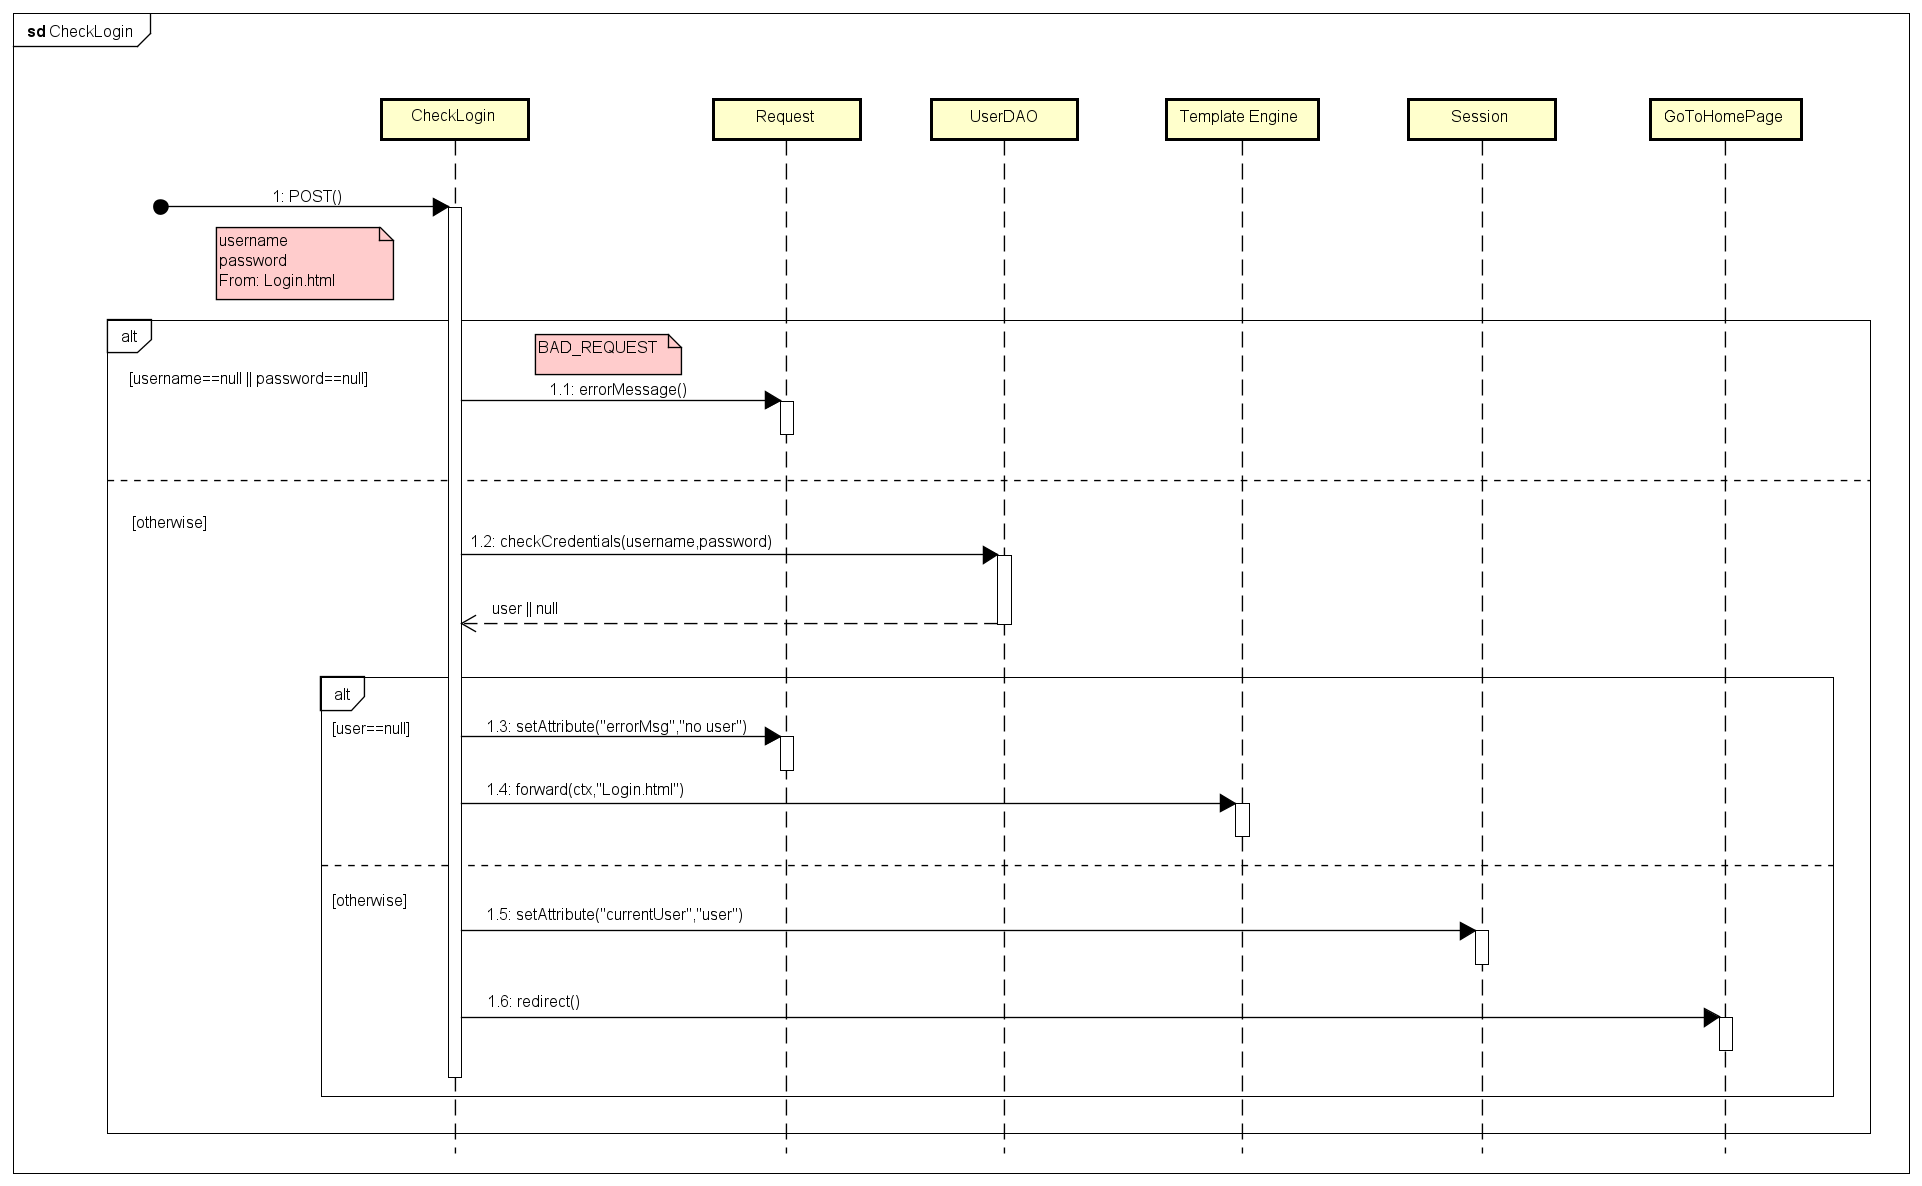 sd CheckLogin
CheckLogin
Request
UserDAO
Template Engine
Session
GoToHomePage
1: POST()
username
password
From: Login.html
alt
BAD_REQUEST
[username==null || password==null]
1.1: errorMessage()
[otherwise]
1.2: checkCredentials(username,password)
user || null
alt
[user==null]
1.3: setAttribute("errorMsg","no user")
1.4: forward(ctx,"Login.html")
[otherwise]
1.5: setAttribute("currentUser","user")
1.6: redirect()